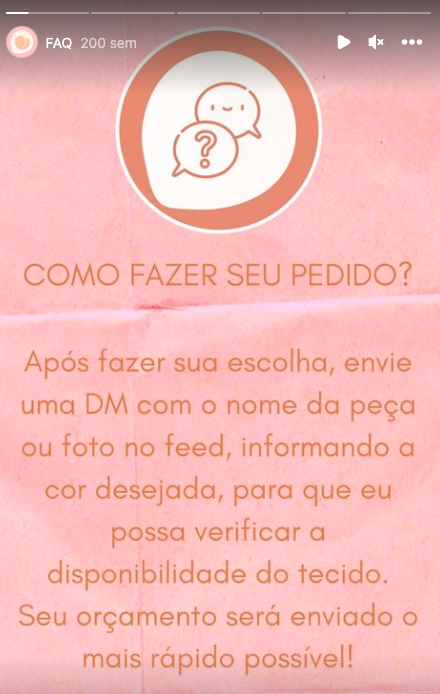 FAQ 200 sem
?
COMO FAZER SEU PEDIDO?
Após fazer sua escolha, envie
uma DM com o nome da peça
ou foto no feed, informando a
cor desejada, para que eu
possa verificar a
disponibilidade do tecido.
Seu orçamento será enviado o
mais rápido possível!